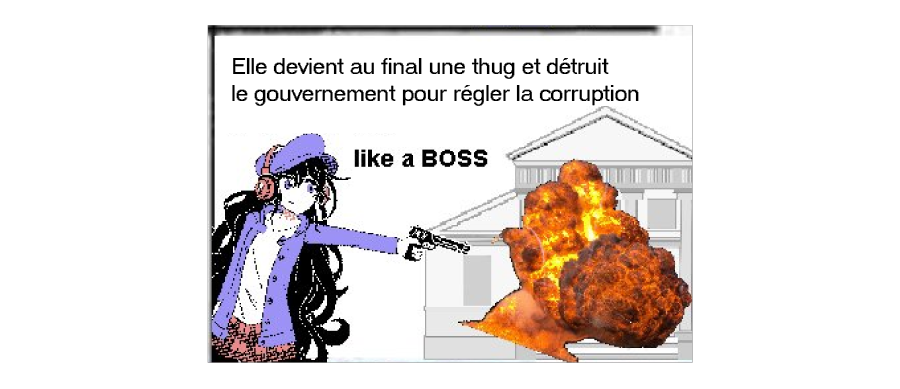 Elle devient au final une thug et détruit
le gouvernement pour régler la corruption
like a BOSS